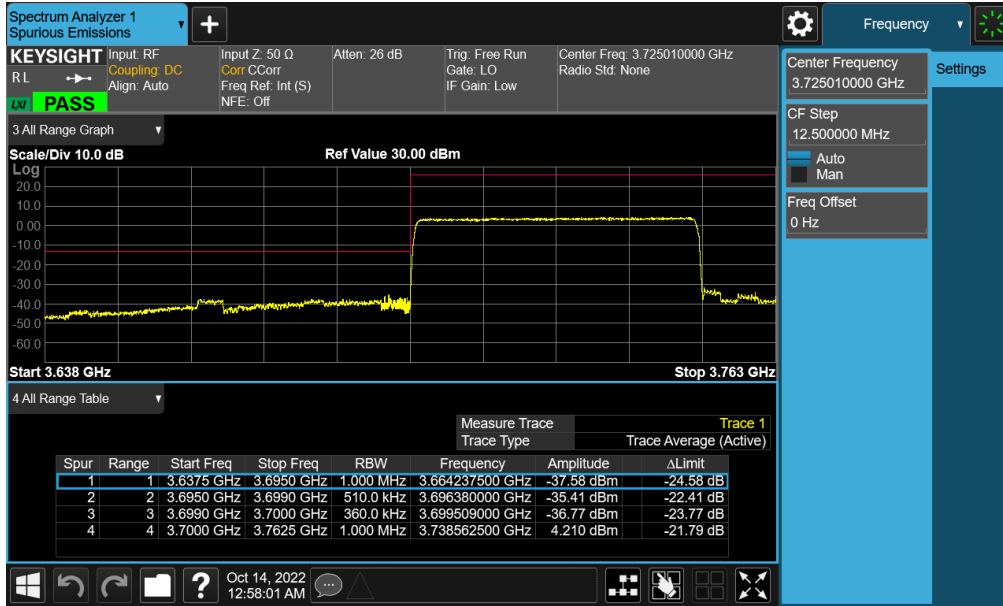 Spectrum Analyzer 1
Spurious Emissions
Frequency
KEYSIGHT
RL
LXI
PASS
Input: RF
Coupling: DC
Align: Auto
Input Z: 50 Ω
Corr CCorr
Freq Ref: Int (S)
NFE: Off
Atten: 26 dB
Trig: Free Run
Gate: LO
IF Gain: Low
Center Freq: 3.725010000 GHz
Radio Std: None
Center Frequency
3.725010000 GHz
Settings
CF Step
12.500000 MHz
Auto
Man
Freq Offset
0 Hz
3 All Range Graph
Scale/Div 10.0 dB
Ref Value 30.00 dBm
Log
20.0
10.0
0.00
-10.0
-20.0
-30.0
-40.0
-50.0
-60.0
Start 3.638 GHz
Stop 3.763 GHz
4 All Range Table
Measure Trace Trace 1
Trace Type Trace Average (Active)
Spur Range Start Freq Stop Freq RBW Frequency Amplitude ΔLimit
1 1 3.6375 GHz 3.6950 GHz 1.000 MHz 3.664237500 GHz -37.58 dBm -24.58 dB
2 2 3.6950 GHz 3.6990 GHz 510.0 kHz 3.696380000 GHz -35.41 dBm -22.41 dB
3 3 3.6990 GHz 3.7000 GHz 360.0 kHz 3.699509000 GHz -36.77 dBm -23.77 dB
4 4 3.7000 GHz 3.7625 GHz 1.000 MHz 3.738562500 GHz 4.210 dBm -21.79 dB
?
Oct 14, 2022
12:58:01 AM